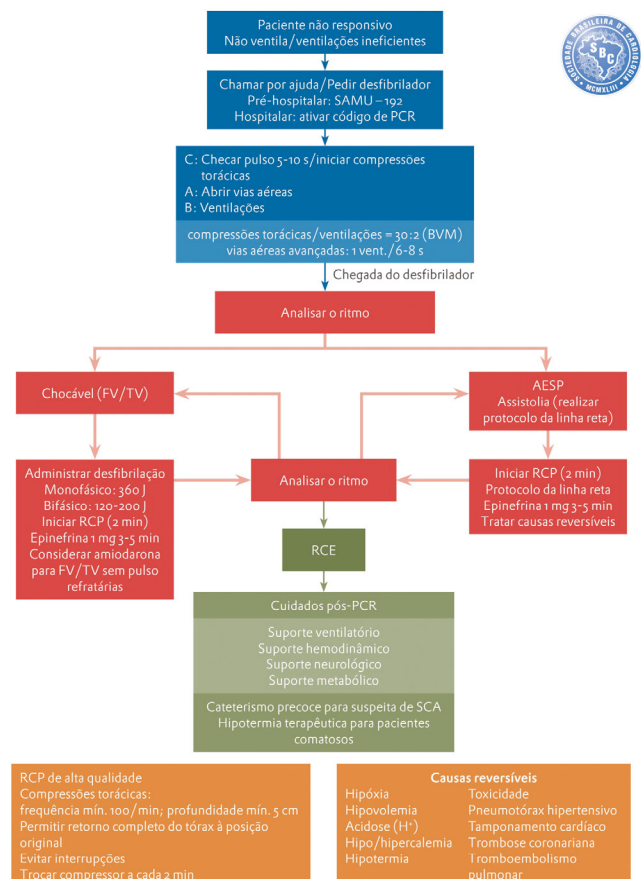 Paciente não responsivo
Não ventila/ventilações ineficientes
SOCIEDADE BRASILEIRA DE CARDIOLOGIA
SBC
MCMXLIII
Chamar por ajuda/Pedir desfibrilador
Pré-hospitalar: SAMU – 192
Hospitalar: ativar código de PCR
C: Checar pulso 5-10 s/iniciar compressões
torácicas
A: Abrir vias aéreas
B: Ventilações
compressões torácicas/ventilações = 30:2 (BVM)
vias aéreas avançadas: 1 vent./6-8 s
Chegada do desfibrilador
Analisar o ritmo
Chocável (FV/TV)
AESP
Assistolia (realizar
protocolo da linha reta)
Administrar desfibrilação
Monofásico: 360 J
Bifásico: 120-200 J
Iniciar RCP (2 min)
Epinefrina 1 mg 3-5 min
Considerar amiodarona
para FV/TV sem pulso
refratárias
Analisar o ritmo
Iniciar RCP (2 min)
Protocolo da linha reta
Epinefrina 1 mg 3-5 min
Tratar causas reversíveis
RCE
Cuidados pós-PCR
Suporte ventilatório
Suporte hemodinâmico
Suporte neurológico
Suporte metabólico
Cateterismo precoce para suspeita de SCA
Hipotermia terapêutica para pacientes
comatosos
RCP de alta qualidade
Compressões torácicas:
frequência mín. 100/min; profundidade mín. 5 cm
Permitir retorno completo do tórax à posição
original
Evitar interrupções
Trocar compressor a cada 2 min
Causas reversíveis
Hipóxia
Hipovolemia
Acidose (H⁺)
Hipo/hipercalemia
Hipotermia
Toxicidade
Pneumotórax hipertensivo
Tamponamento cardíaco
Trombose coronariana
Tromboembolismo
pulmonar